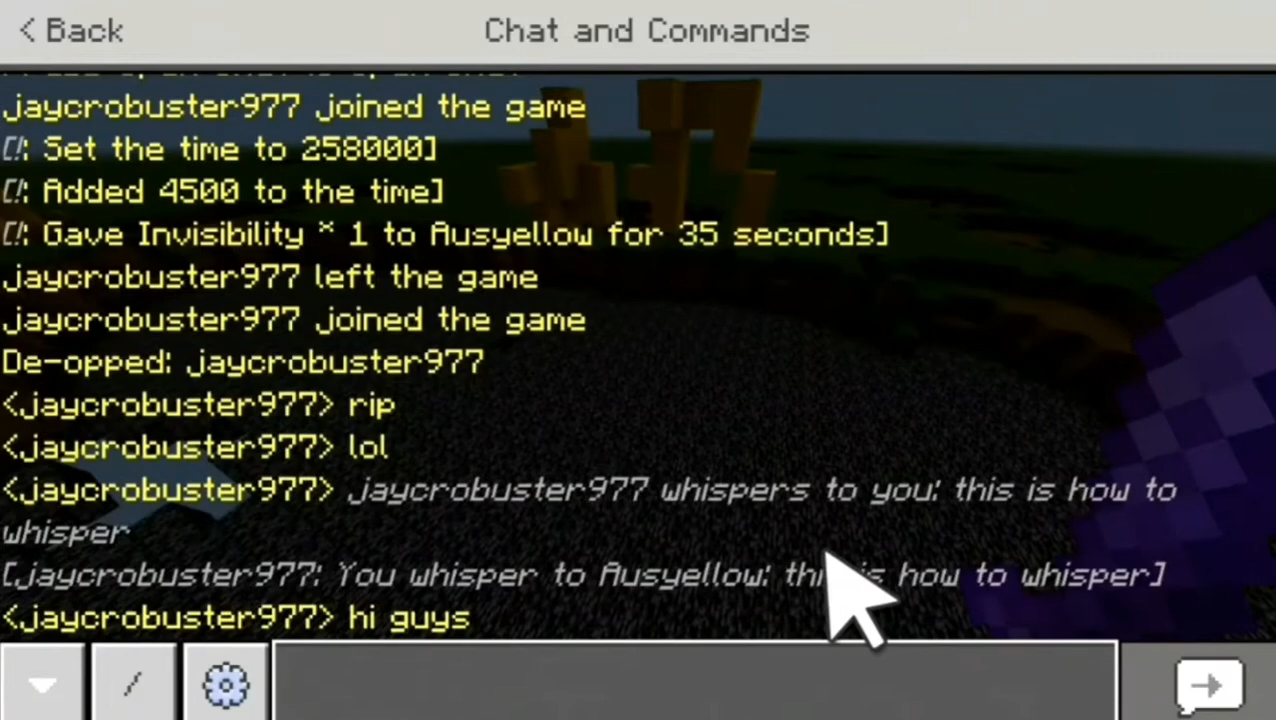 < Back
Chat and Commands
jaycrobuster977 joined the game
[!: Set the time to 258000]
[!: Added 4500 to the time]
[!: Gave Invisibility * 1 to Ausyellow for 35 seconds]
jaycrobuster977 left the game
jaycrobuster977 joined the game
De-opped: jaycrobuster977
<jaycrobuster977> rip
<jaycrobuster977> lol
<jaycrobuster977> jaycrobuster977 whispers to you: this is how to
whisper
[jaycrobuster977: You whisper to Ausyellow: this is how to whisper]
<jaycrobuster977> hi guys
/